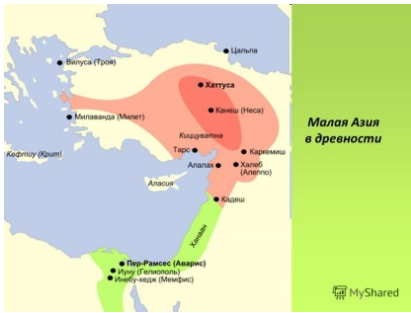 Цальпа
Вилуса (Троя)
Хаттуса
Канеш (Неса)
Милаванда (Милет)
Киццуватна
Тарс
Каркемиш
Кефтиу (Крит)
Алалах
Халеб
(Алеппо)
Аласия
Кадеш
Ханаан
Пер-Рамсес (Аварис)
Иуну (Гелиополь)
Инебу-хедж (Мемфис)
Малая Азия
в древности
MyShared